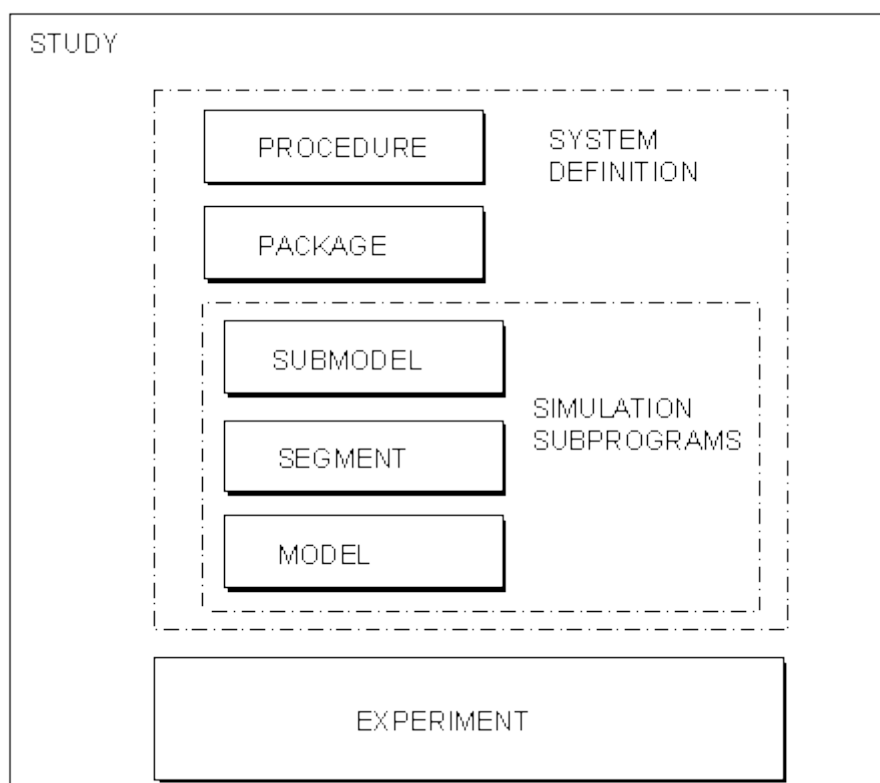 STUDY
PROCEDURE
SYSTEM
DEFINITION
PACKAGE
SUBMODEL
SIMULATION
SUBPROGRAMS
SEGMENT
MODEL
EXPERIMENT